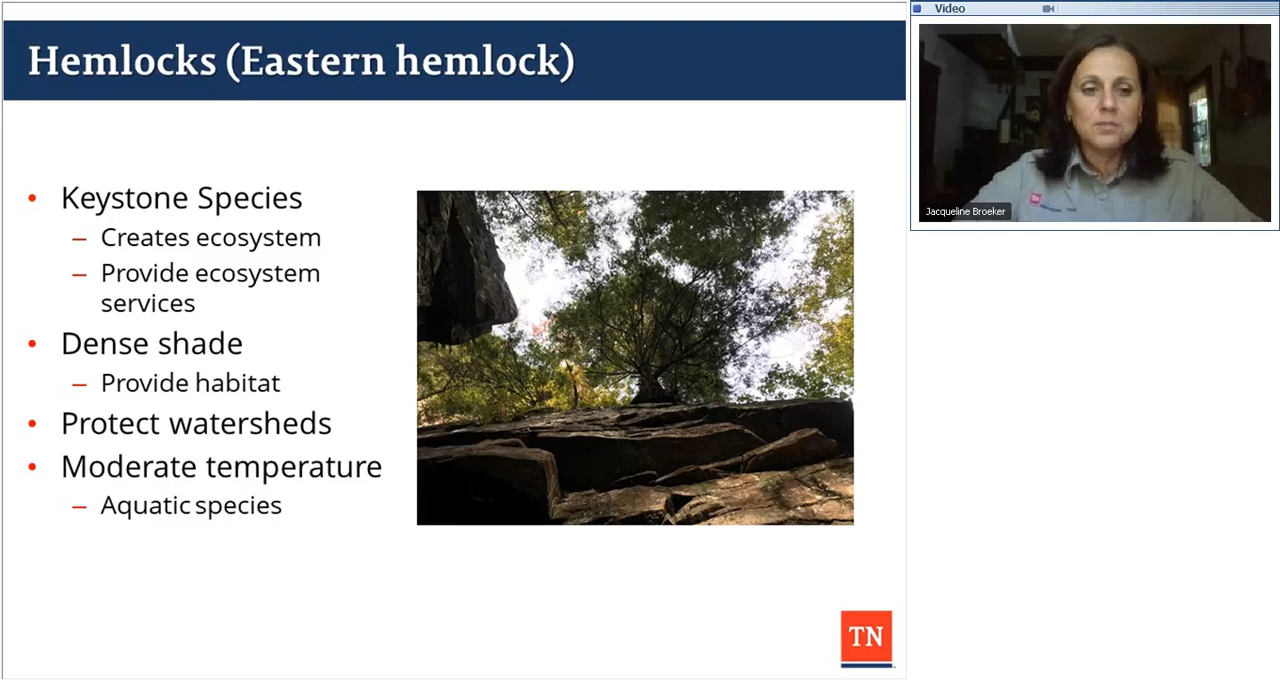 Hemlocks (Eastern hemlock)
• Keystone Species
– Creates ecosystem
– Provide ecosystem
services
• Dense shade
– Provide habitat
• Protect watersheds
• Moderate temperature
– Aquatic species
TN
Video
Jacqueline Broeker